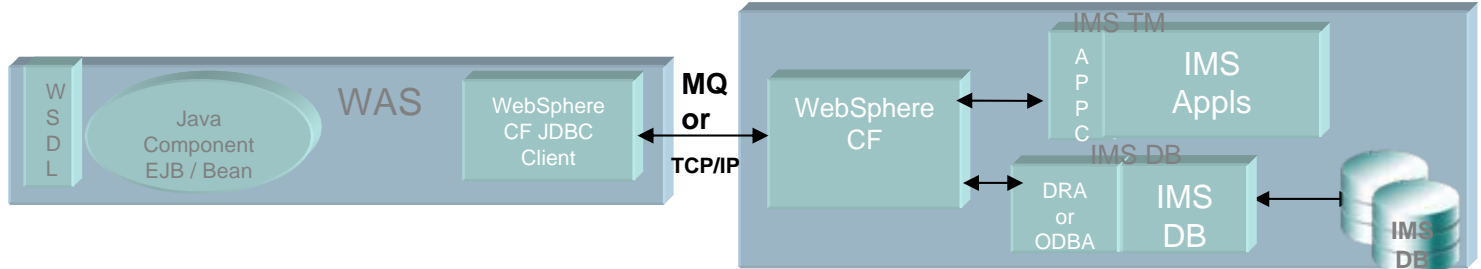 W
S
D
L
Java
Component
EJB / Bean
WAS
WebSphere
CF JDBC
Client
MQ
or
TCP/IP
WebSphere
CF
IMS TM
A
P
P
C
IMS
Appls
IMS DB
DRA
or
ODBA
IMS
DB
IMS
DB